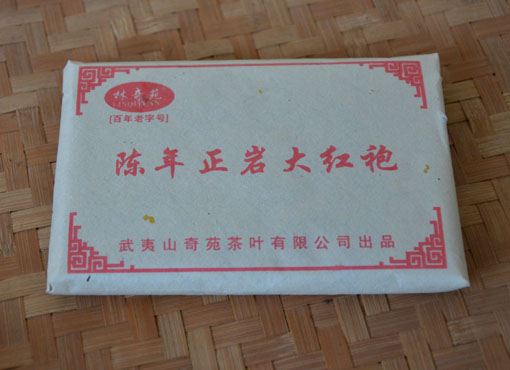 林奇苑
LINQIYUAN
[百年老字号]
陈年正岩大红袍
武夷山奇苑茶叶有限公司出品